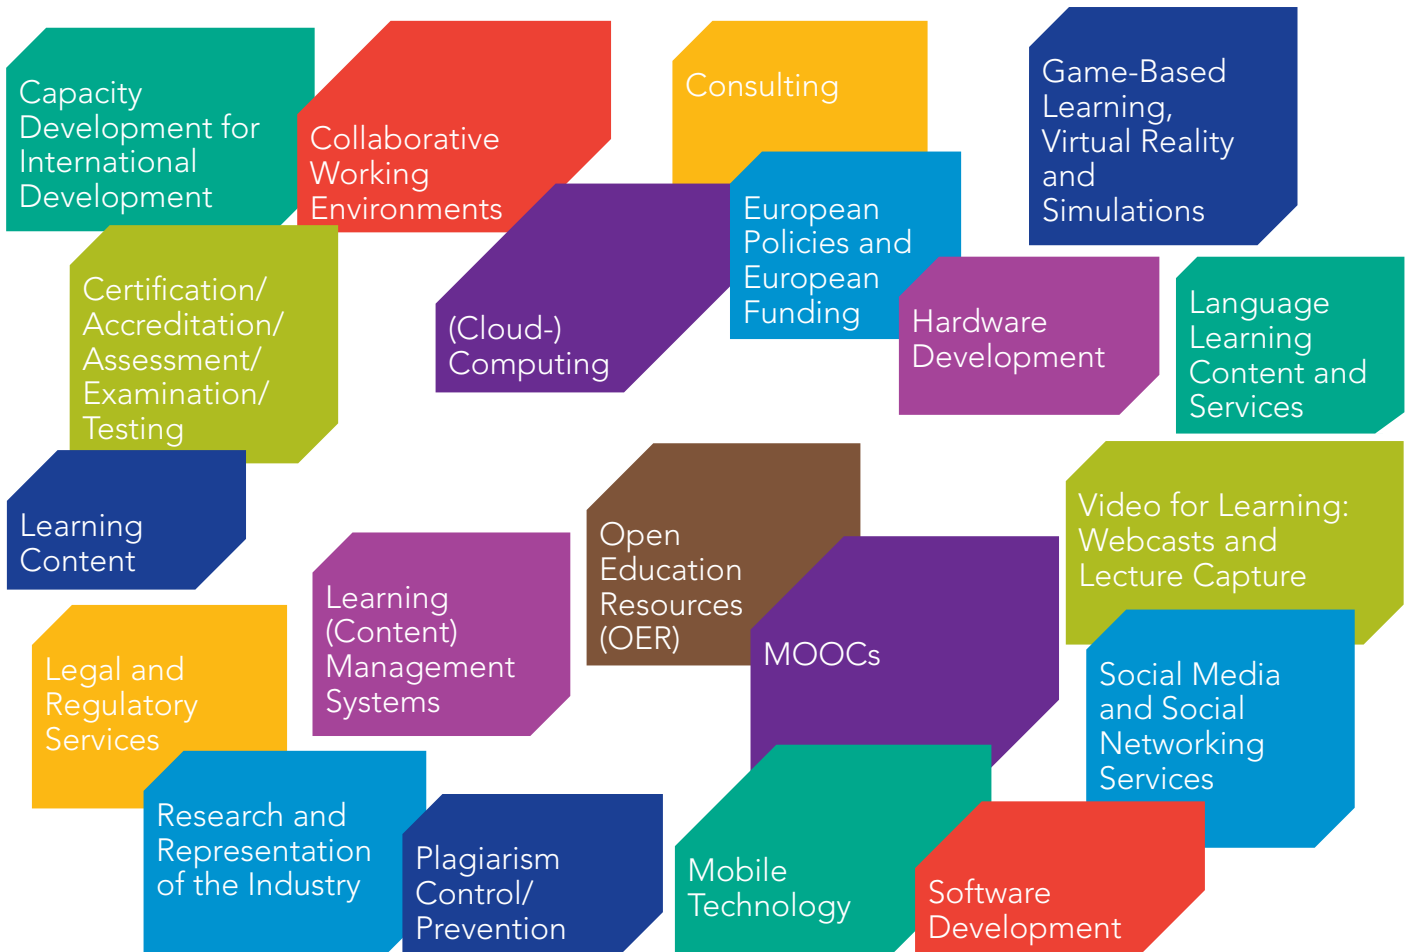 Capacity
Development for
International
Development
Collaborative
Working
Environments
Consulting
Game-Based
Learning,
Virtual Reality
and
Simulations
European
Policies and
European
Funding
Certification/
Accreditation/
Assessment/
Examination/
Testing
(Cloud-)
Computing
Hardware
Development
Language
Learning
Content and
Services
Learning
Content
Learning
(Content)
Management
Systems
Open
Education
Resources
(OER)
MOOCs
Video for Learning:
Webcasts and
Lecture Capture
Legal and
Regulatory
Services
Social Media
and Social
Networking
Services
Research and
Representation
of the Industry
Plagiarism
Control/
Prevention
Mobile
Technology
Software
Development